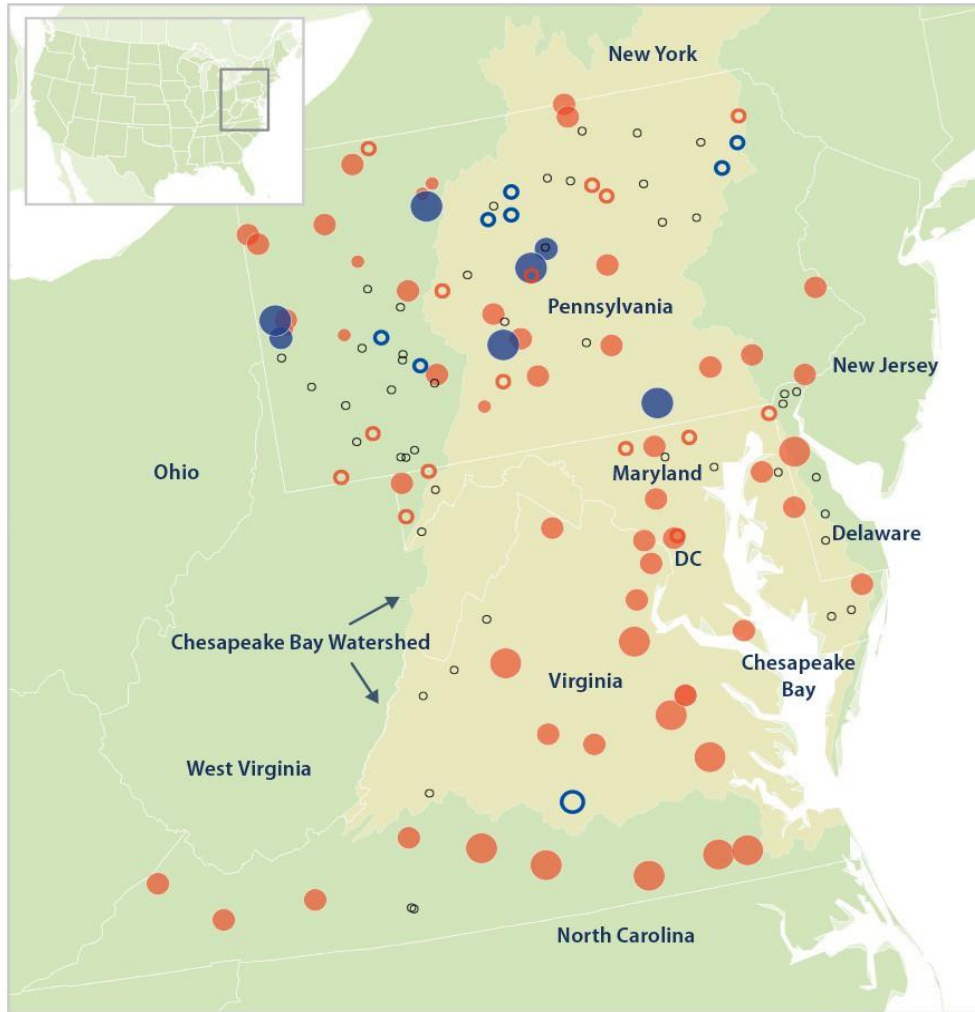 New York
Pennsylvania
New Jersey
Ohio
Maryland
Delaware
DC
Chesapeake Bay Watershed
Chesapeake
Bay
Virginia
West Virginia
North Carolina